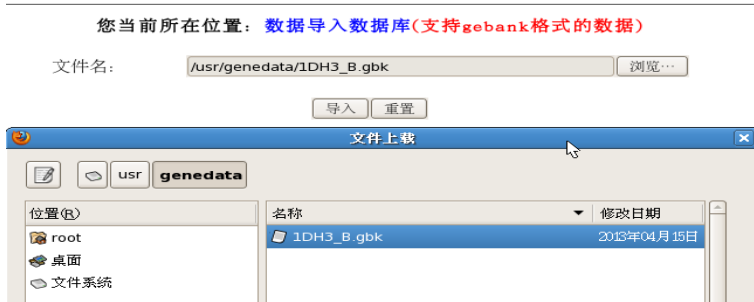 您当前所在位置：数据导入数据库(支持gebank格式的数据)
文件名： /usr/genedata/1DH3_B.gbk 浏览…
导入 重置
文件上载
usr genedata
位置(R) 名称 修改日期
root 1DH3_B.gbk 2013年04月15日
桌面
文件系统